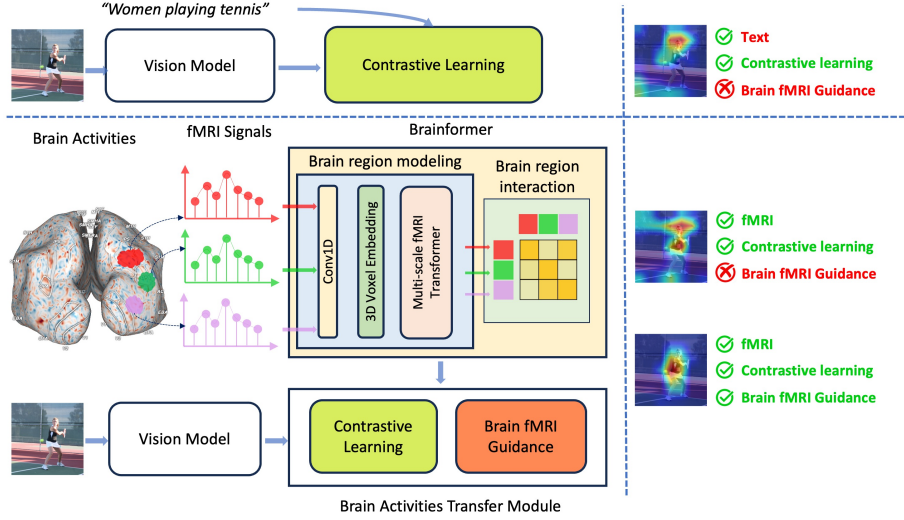 “Women playing tennis”
Vision Model
Contrastive Learning
Text
Contrastive learning
Brain fMRI Guidance
Brain Activities
fMRI Signals
Brainformer
Brain region modeling
Brain region
interaction
Conv1D
3D Voxel Embedding
Multi-scale fMRI
Transformer
fMRI
Contrastive learning
Brain fMRI Guidance
fMRI
Contrastive learning
Brain fMRI Guidance
Vision Model
Contrastive
Learning
Brain fMRI
Guidance
Brain Activities Transfer Module